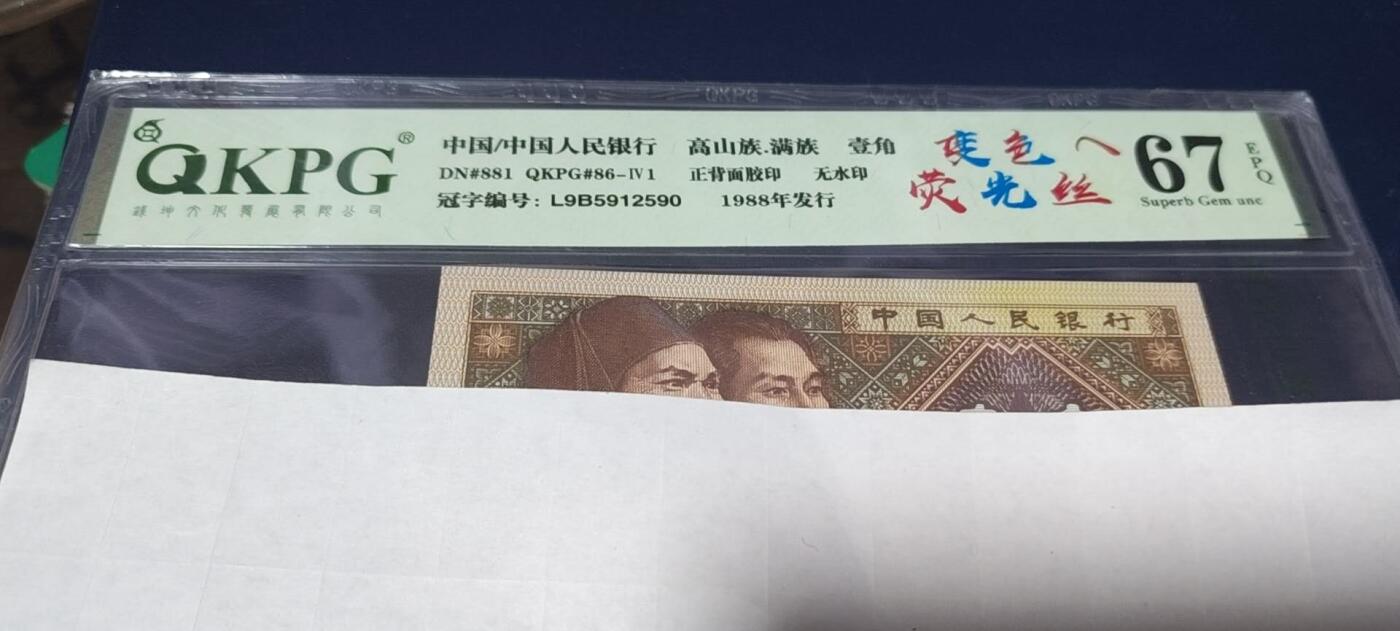 QKPG®
中国/中国人民银行 高山族.满族 壹角
DN#881 QKPG#86-Ⅳ1 正背面胶印 无水印
冠字编号: L9B5912590 1988年发行
变色
荧光丝
67
EPQ
Superb Gem unc
QKPG
中国人民银行